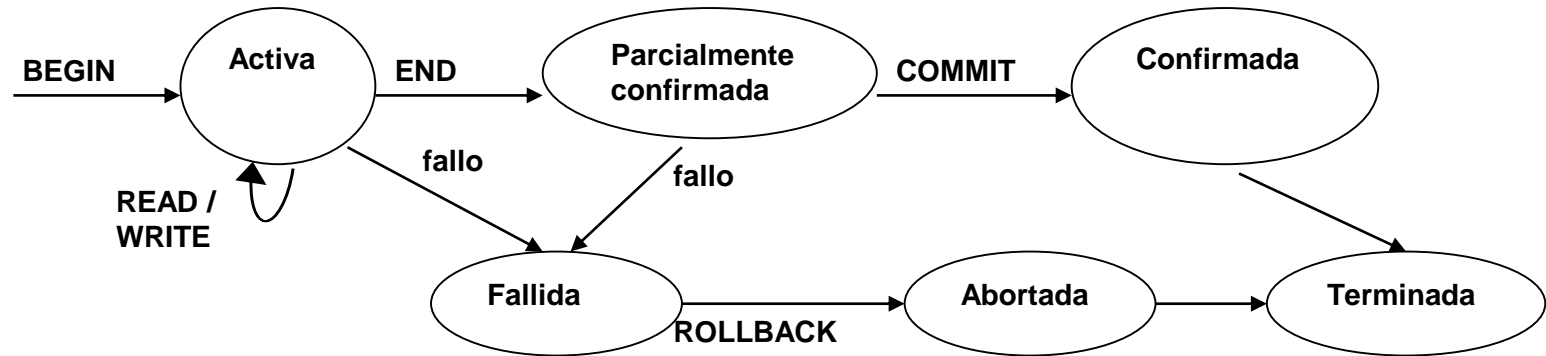 BEGIN
Activa
END
Parcialmente
confirmada
COMMIT
Confirmada
READ /
WRITE
fallo
fallo
Fallida
ROLLBACK
Abortada
Terminada